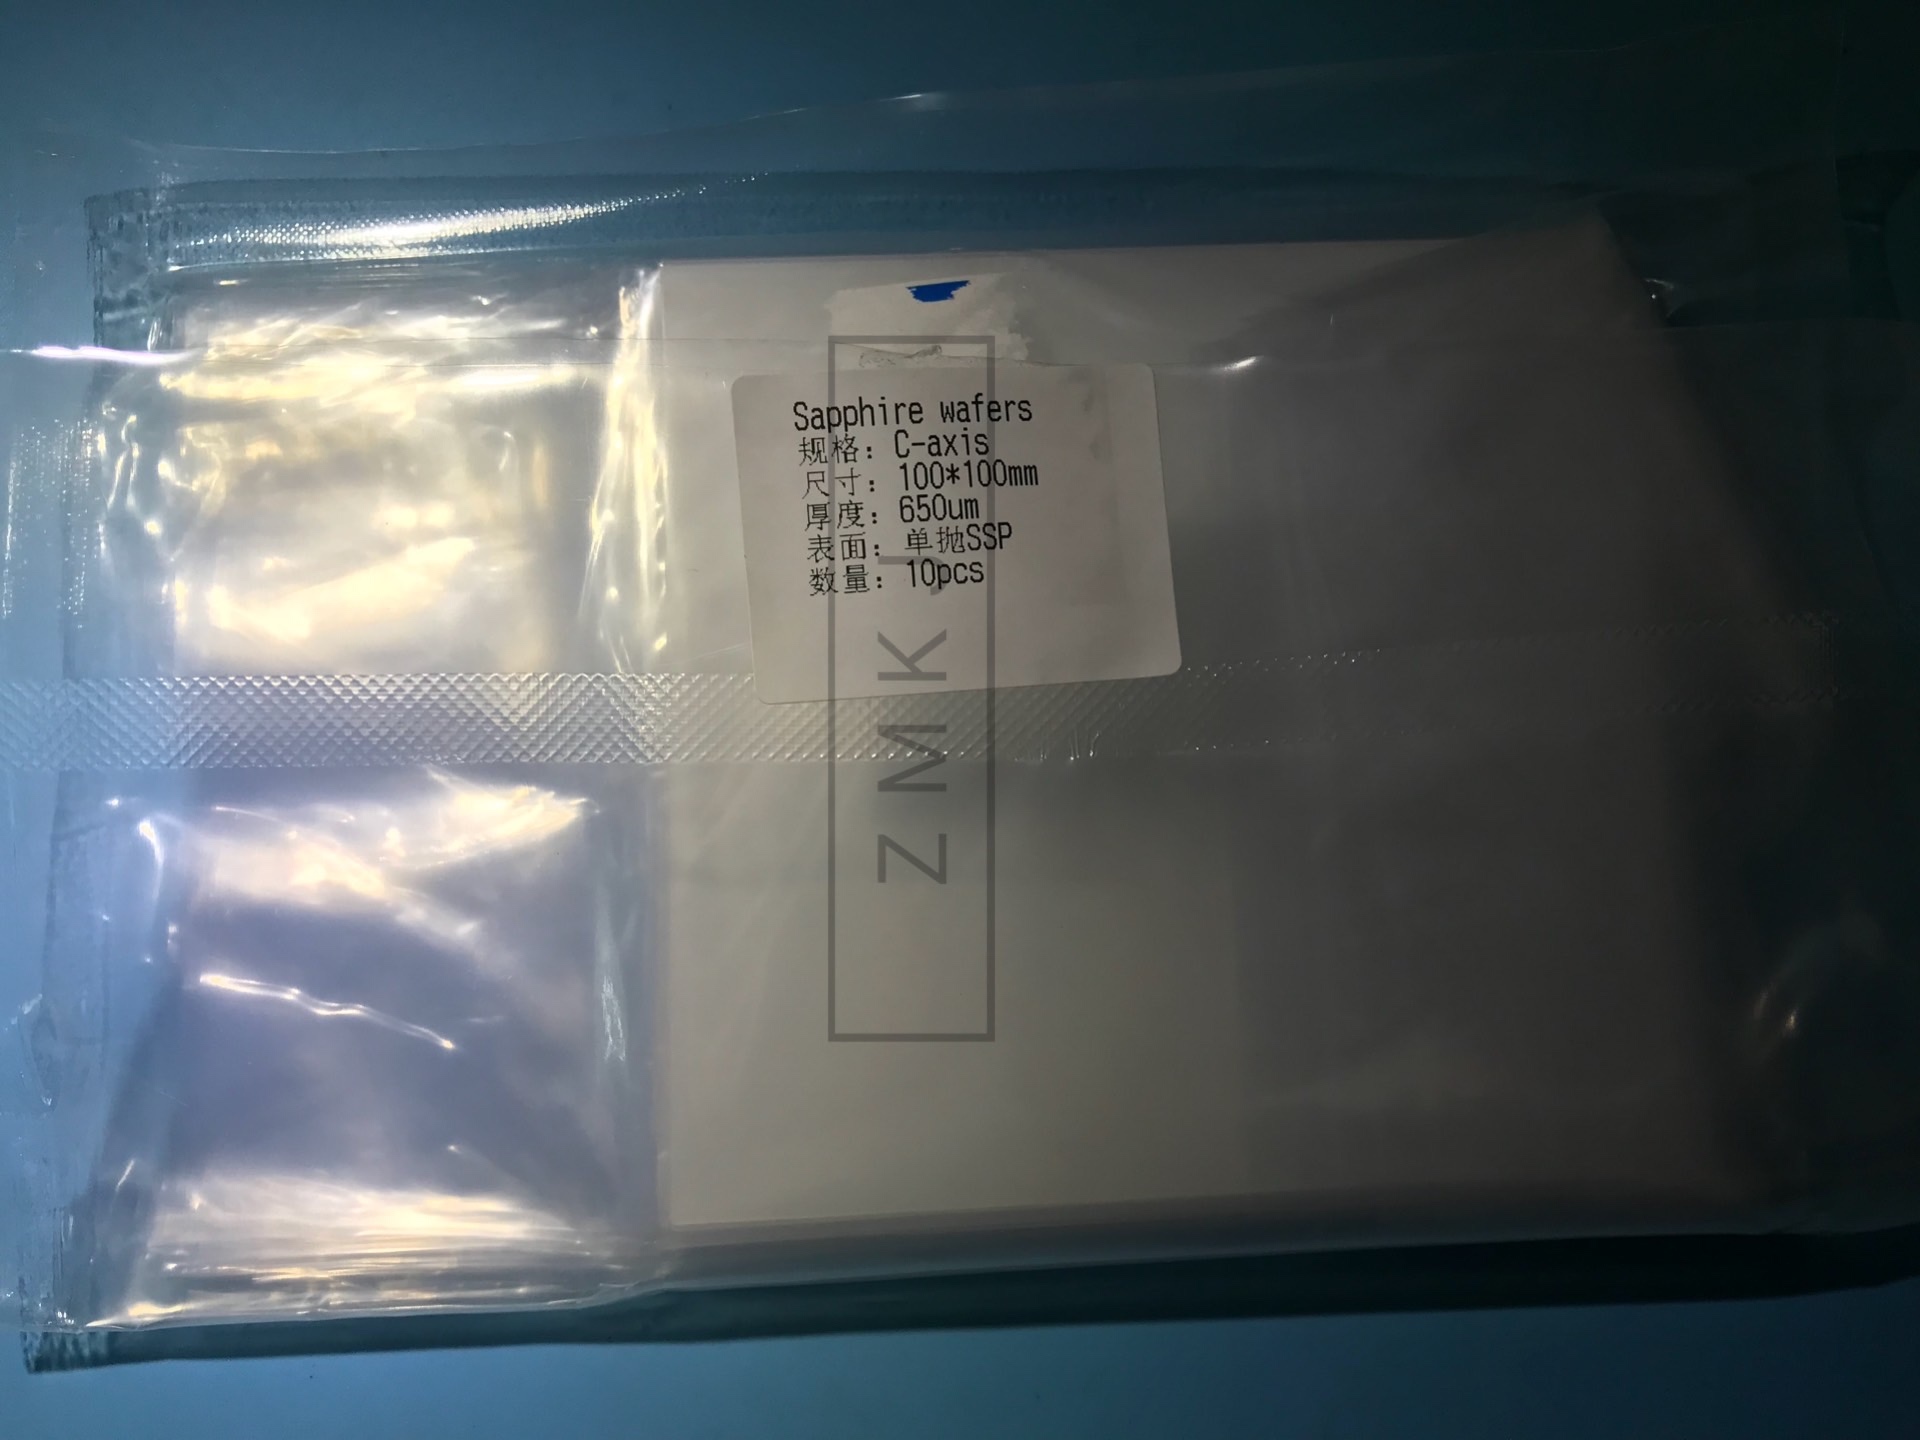 Sapphire wafers
规格: C-axis
尺寸: 100*100mm
厚度: 650um
表面: 单抛SSP
数量: 10pcs
ZMKJ